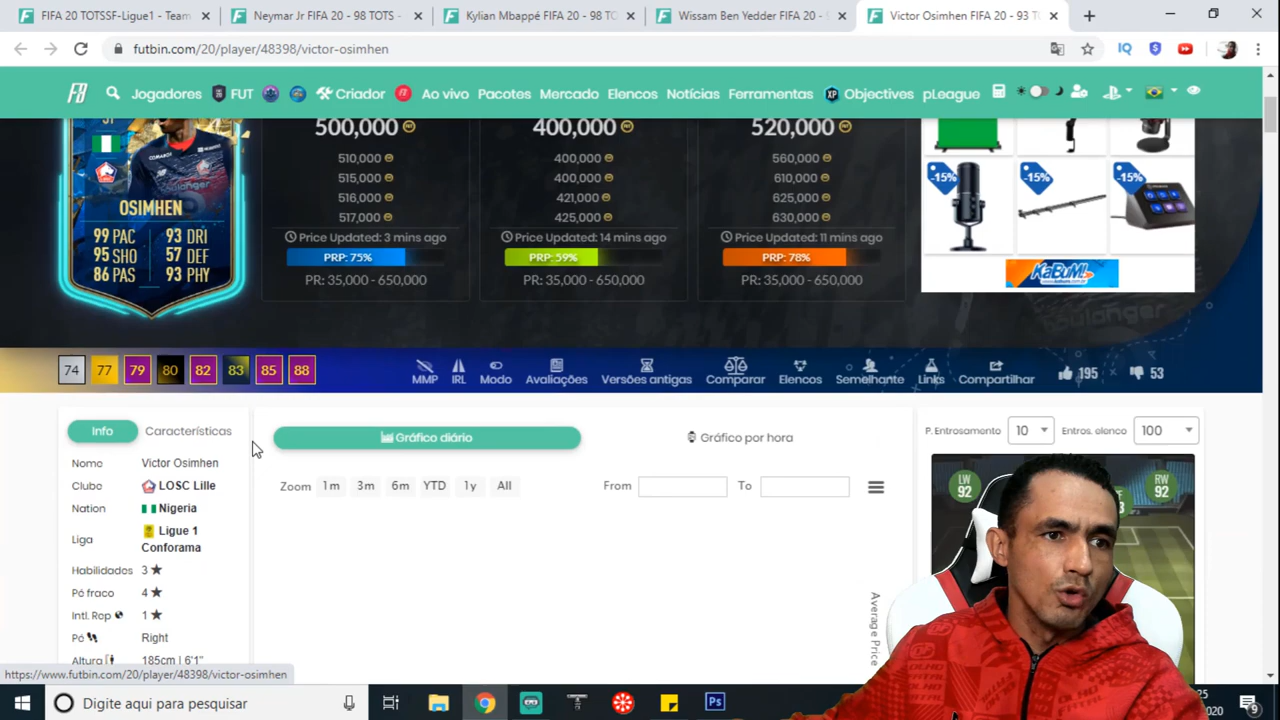 FIFA 20 TOTSSF-Ligue1 - Team
Neymar Jr FIFA 20 - 98 TOTS -
Kylian Mbappé FIFA 20 - 98 TO
Wissam Ben Yedder FIFA 20 -
Victor Osimhen FIFA 20 - 93 TO
futbin.com/20/player/48398/victor-osimhen
IQ
F8 Jogadores FUT Criador Ao vivo Pacotes Mercado Elencos Notícias Ferramentas XP Objectives pLeague
500,000 400,000 520,000
510,000 400,000 560,000
515,000 400,000 610,000
516,000 421,000 625,000
517,000 425,000 630,000
Price Updated: 3 mins ago Price Updated: 14 mins ago Price Updated: 11 mins ago
PRP: 75% PRP: 59% PRP: 78%
PR: 35,000 - 650,000 PR: 35,000 - 650,000 PR: 35,000 - 650,000
boulanger
OSIMHEN
99 PAC 93 DRI
95 SHO 57 DEF
86 PAS 93 PHY
-15% -15% -15%
KaBuM!
74 77 79 80 82 83 85 88
MMP IRL Modo Avaliações Versões antigas Comparar Elencos Semelhante Links Compartilhar 195 53
Info Características
Gráfico diário Gráfico por hora
P. Entrosamento 10 Entros. elenco 100
Nome Victor Osimhen
Clube LOSC Lille
Nation Nigeria
Liga Ligue 1
Conforama
Habilidades 3
Pé fraco 4
Intl. Rep 1
Pé Right
Altura 185cm | 6'1"
Zoom 1m 3m 6m YTD 1y All From To
Average Price
LW
92
RW
92
https://www.futbin.com/20/player/48398/victor-osimhen
Digite aqui para pesquisar
Ps
9